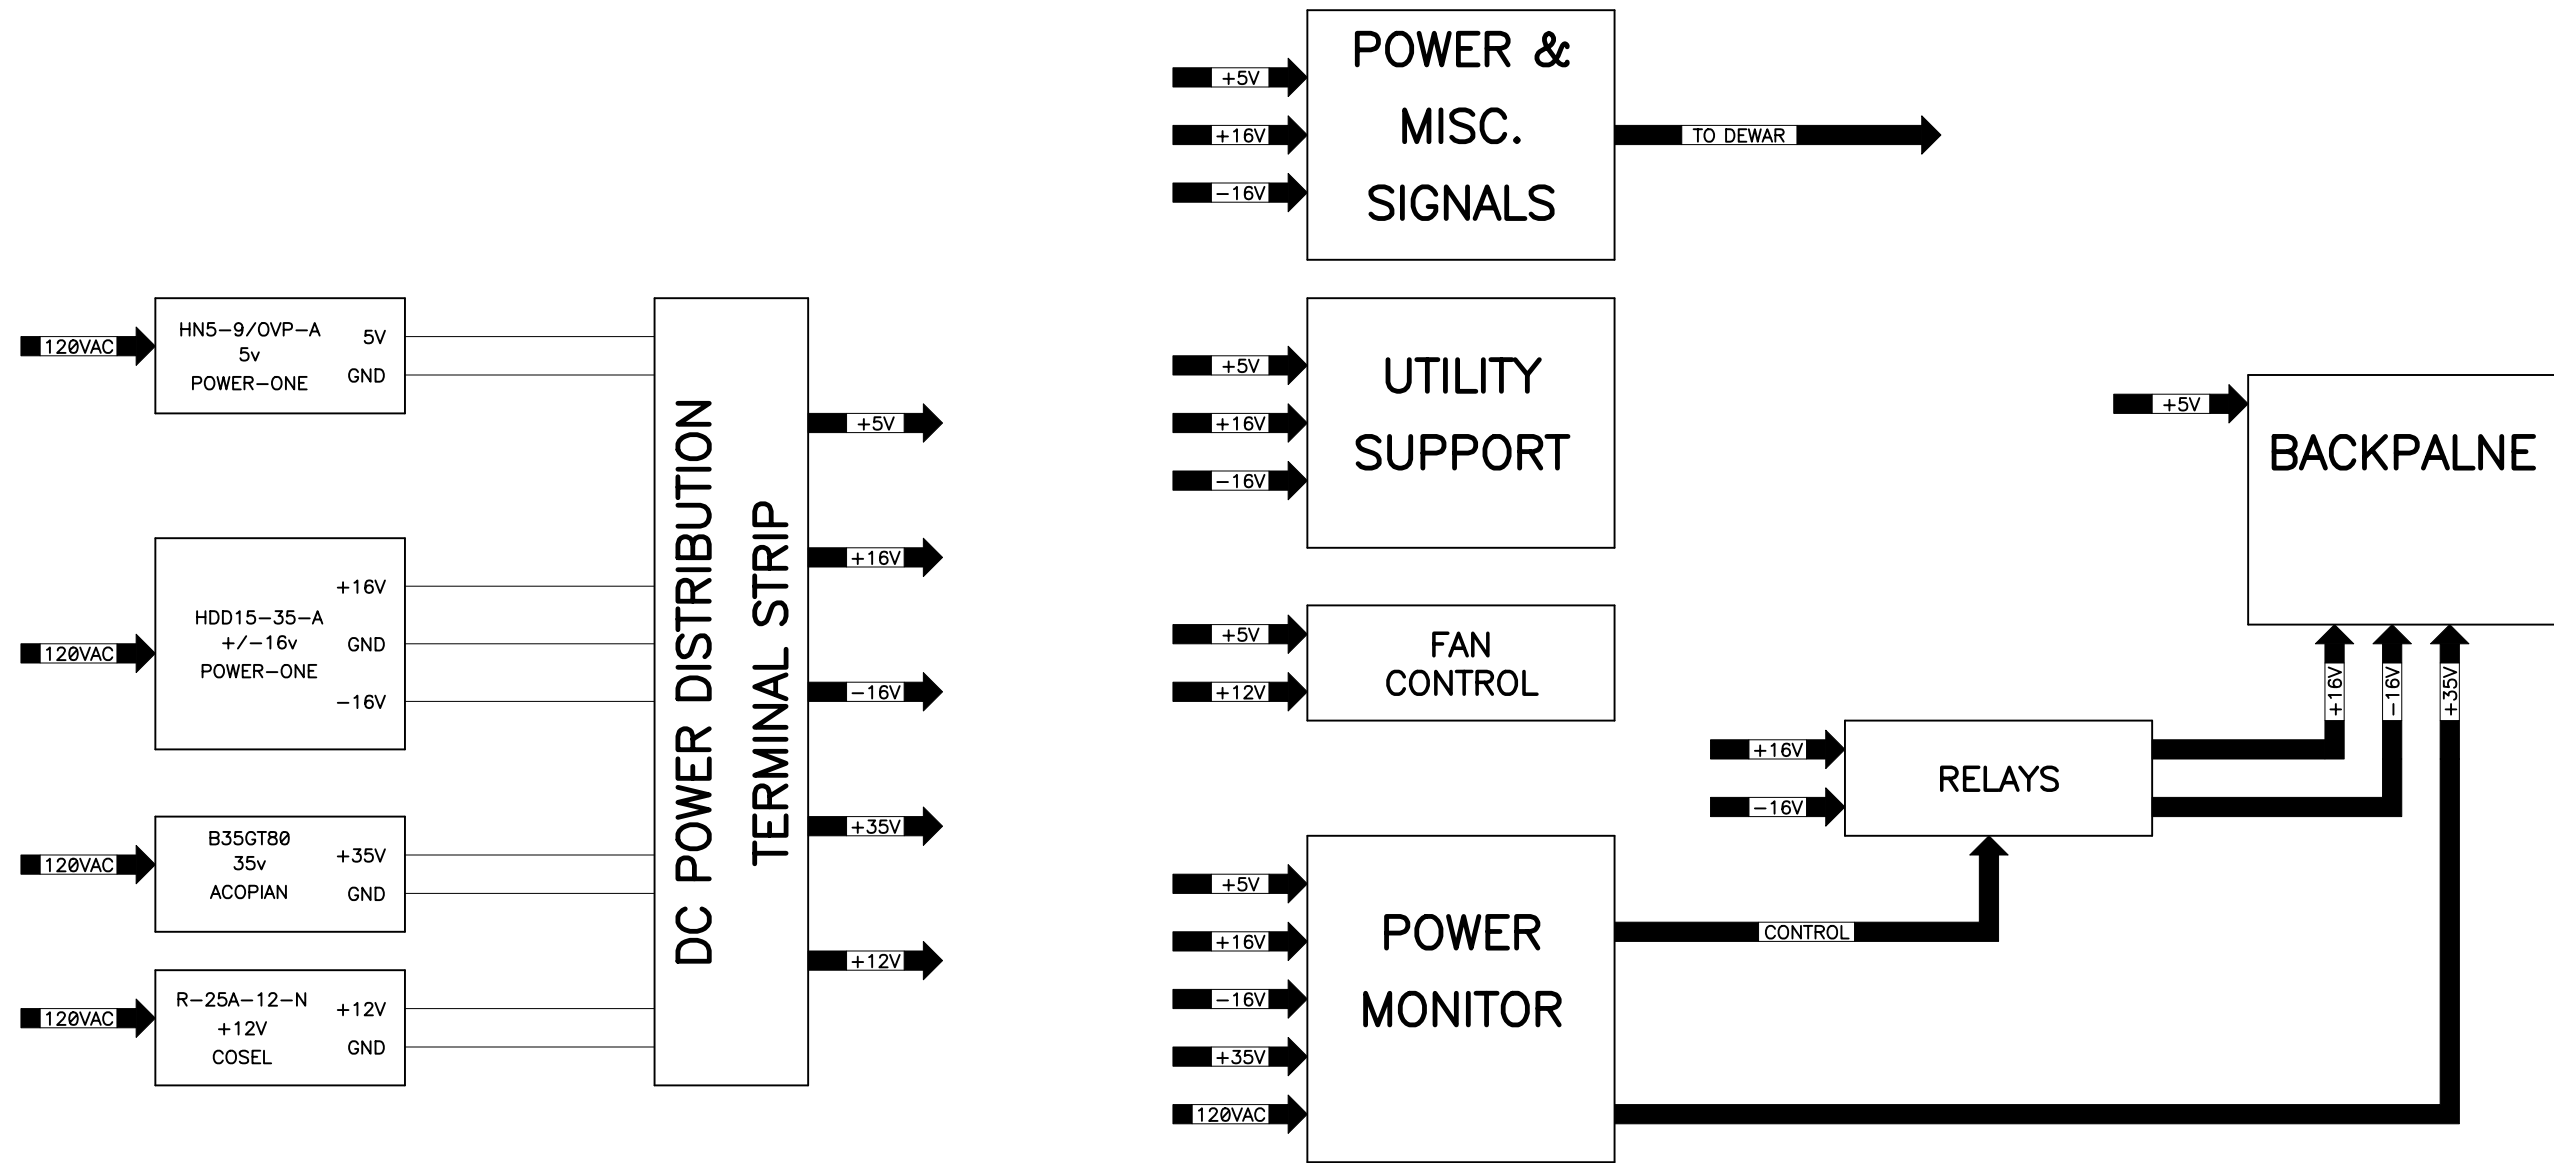 120VAC
HN5-9/OVP-A
5v
POWER-ONE
5V
GND
120VAC
HDD15-35-A
+/-16v
POWER-ONE
+16V
GND
-16V
120VAC
B35GT80
35v
ACOPIAN
+35V
GND
120VAC
R-25A-12-N
+12V
COSEL
+12V
GND
DC POWER DISTRIBUTION
TERMINAL STRIP
+5V
+16V
-16V
+35V
+12V
+5V
+16V
-16V
POWER &
MISC.
SIGNALS
TO DEWAR
+5V
+16V
-16V
UTILITY
SUPPORT
+5V
+12V
FAN
CONTROL
+5V
+16V
-16V
+35V
120VAC
POWER
MONITOR
CONTROL
+16V
-16V
RELAYS
+5V
BACKPALNE
+16V
-16V
+35V